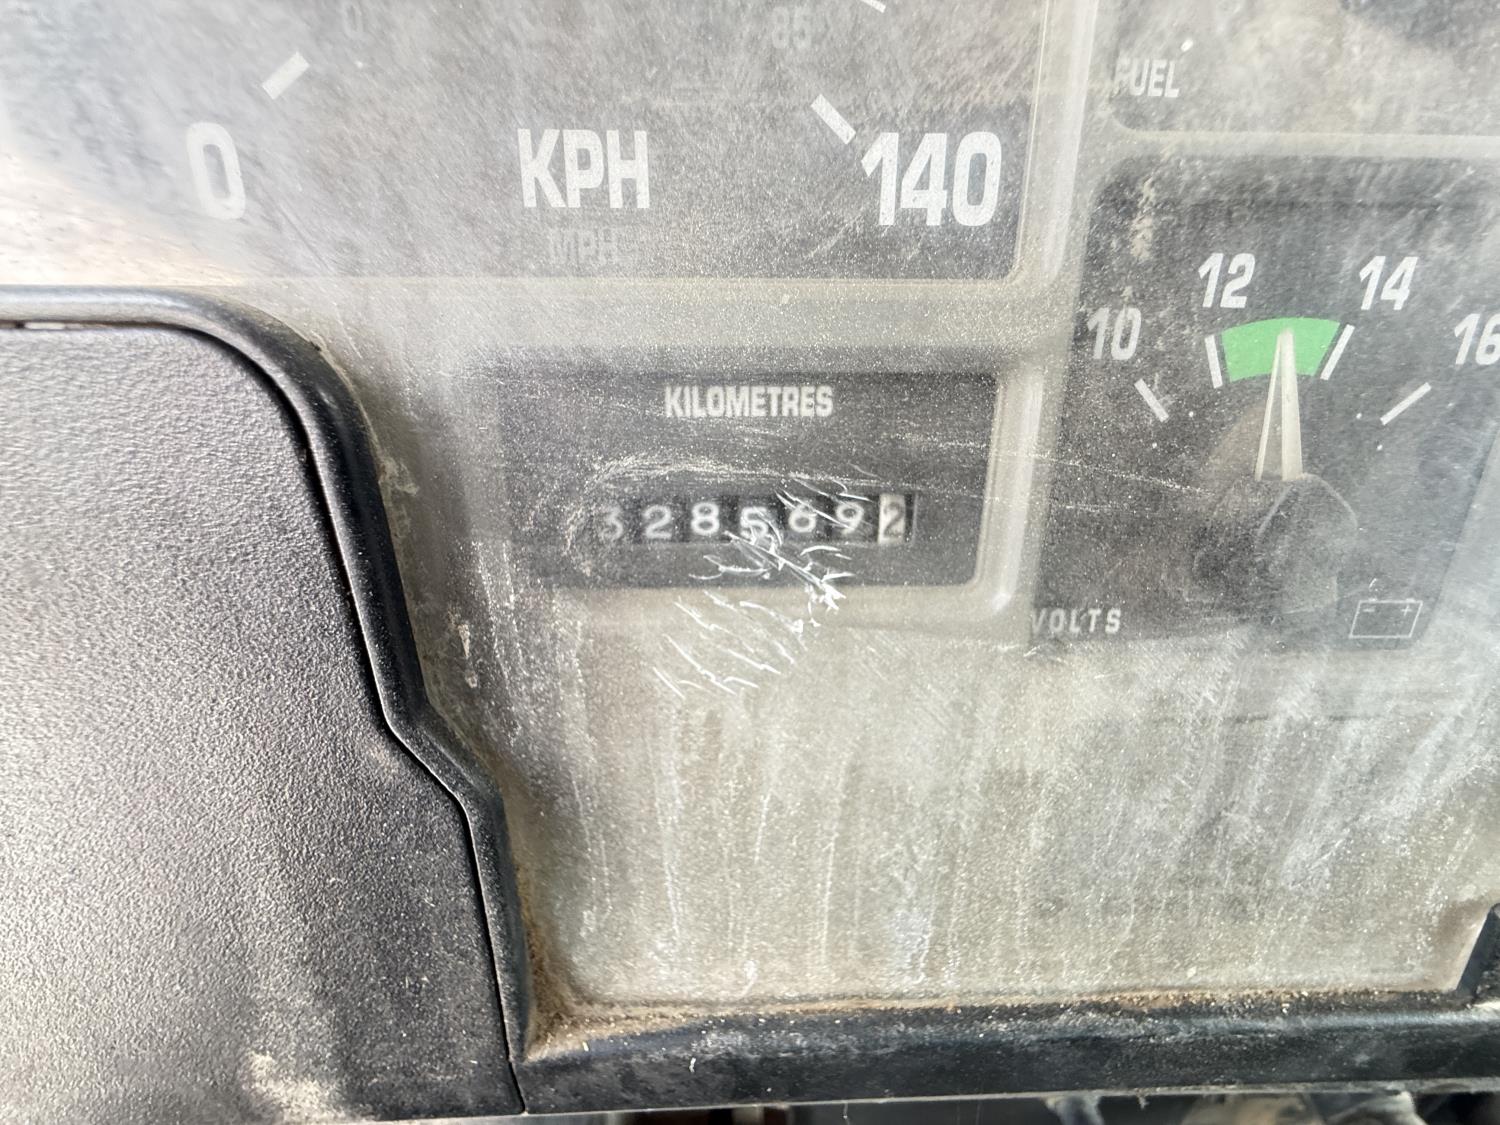 85
FUEL
0 KPH 140
MPH
12 14
10 16
KILOMETRES
3285692
VOLTS
- +